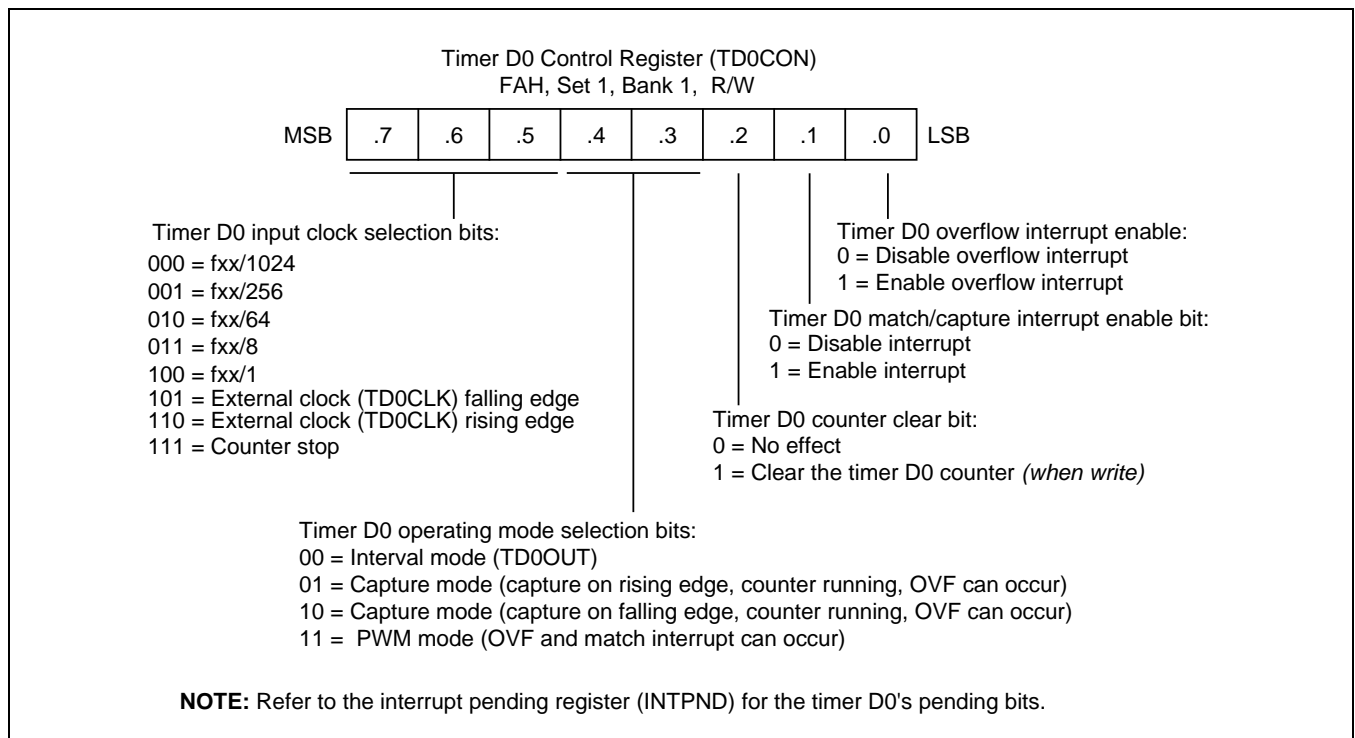 Timer D0 Control Register (TD0CON)
FAH, Set 1, Bank 1, R/W
MSB .7 .6 .5 .4 .3 .2 .1 .0 LSB
Timer D0 input clock selection bits:
000 = fxx/1024
001 = fxx/256
010 = fxx/64
011 = fxx/8
100 = fxx/1
101 = External clock (TD0CLK) falling edge
110 = External clock (TD0CLK) rising edge
111 = Counter stop
Timer D0 overflow interrupt enable:
0 = Disable overflow interrupt
1 = Enable overflow interrupt
Timer D0 match/capture interrupt enable bit:
0 = Disable interrupt
1 = Enable interrupt
Timer D0 counter clear bit:
0 = No effect
1 = Clear the timer D0 counter (when write)
Timer D0 operating mode selection bits:
00 = Interval mode (TD0OUT)
01 = Capture mode (capture on rising edge, counter running, OVF can occur)
10 = Capture mode (capture on falling edge, counter running, OVF can occur)
11 = PWM mode (OVF and match interrupt can occur)
NOTE: Refer to the interrupt pending register (INTPND) for the timer D0's pending bits.